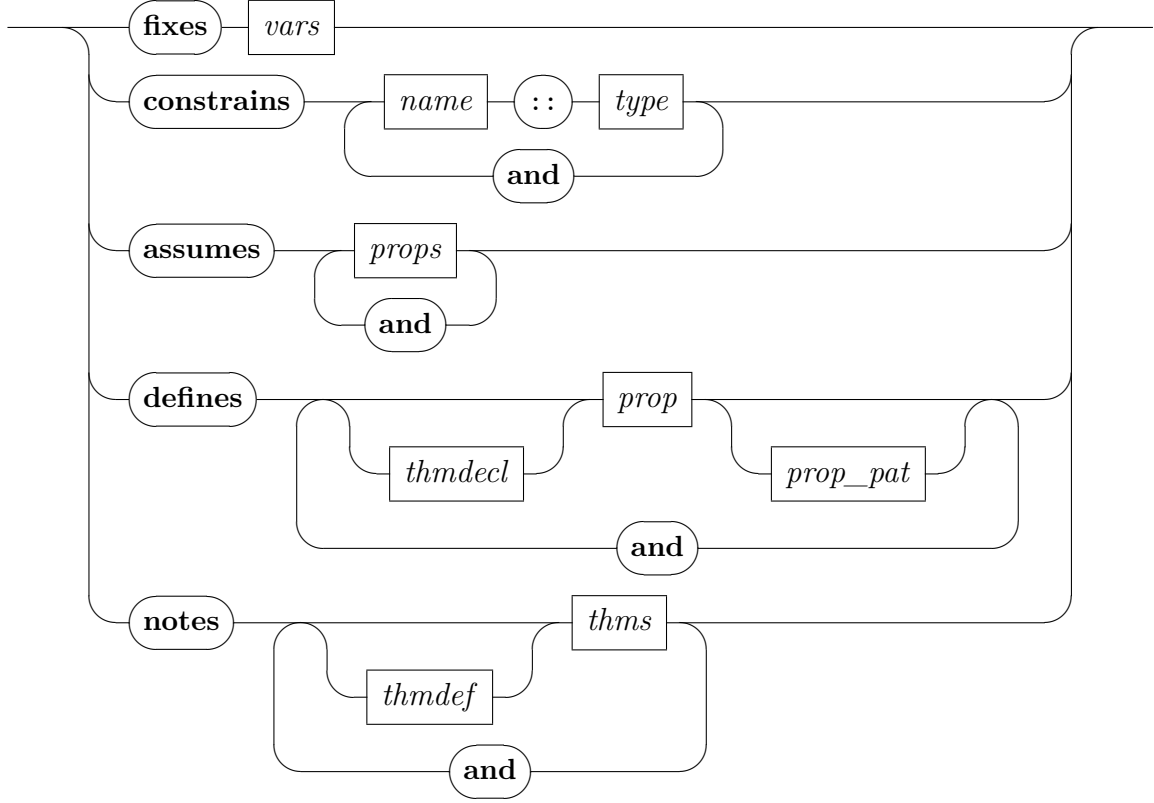 fixes vars
constrains name :: type
and
assumes props
and
defines prop
thmdecl prop_pat
and
notes thms
thmdef
and